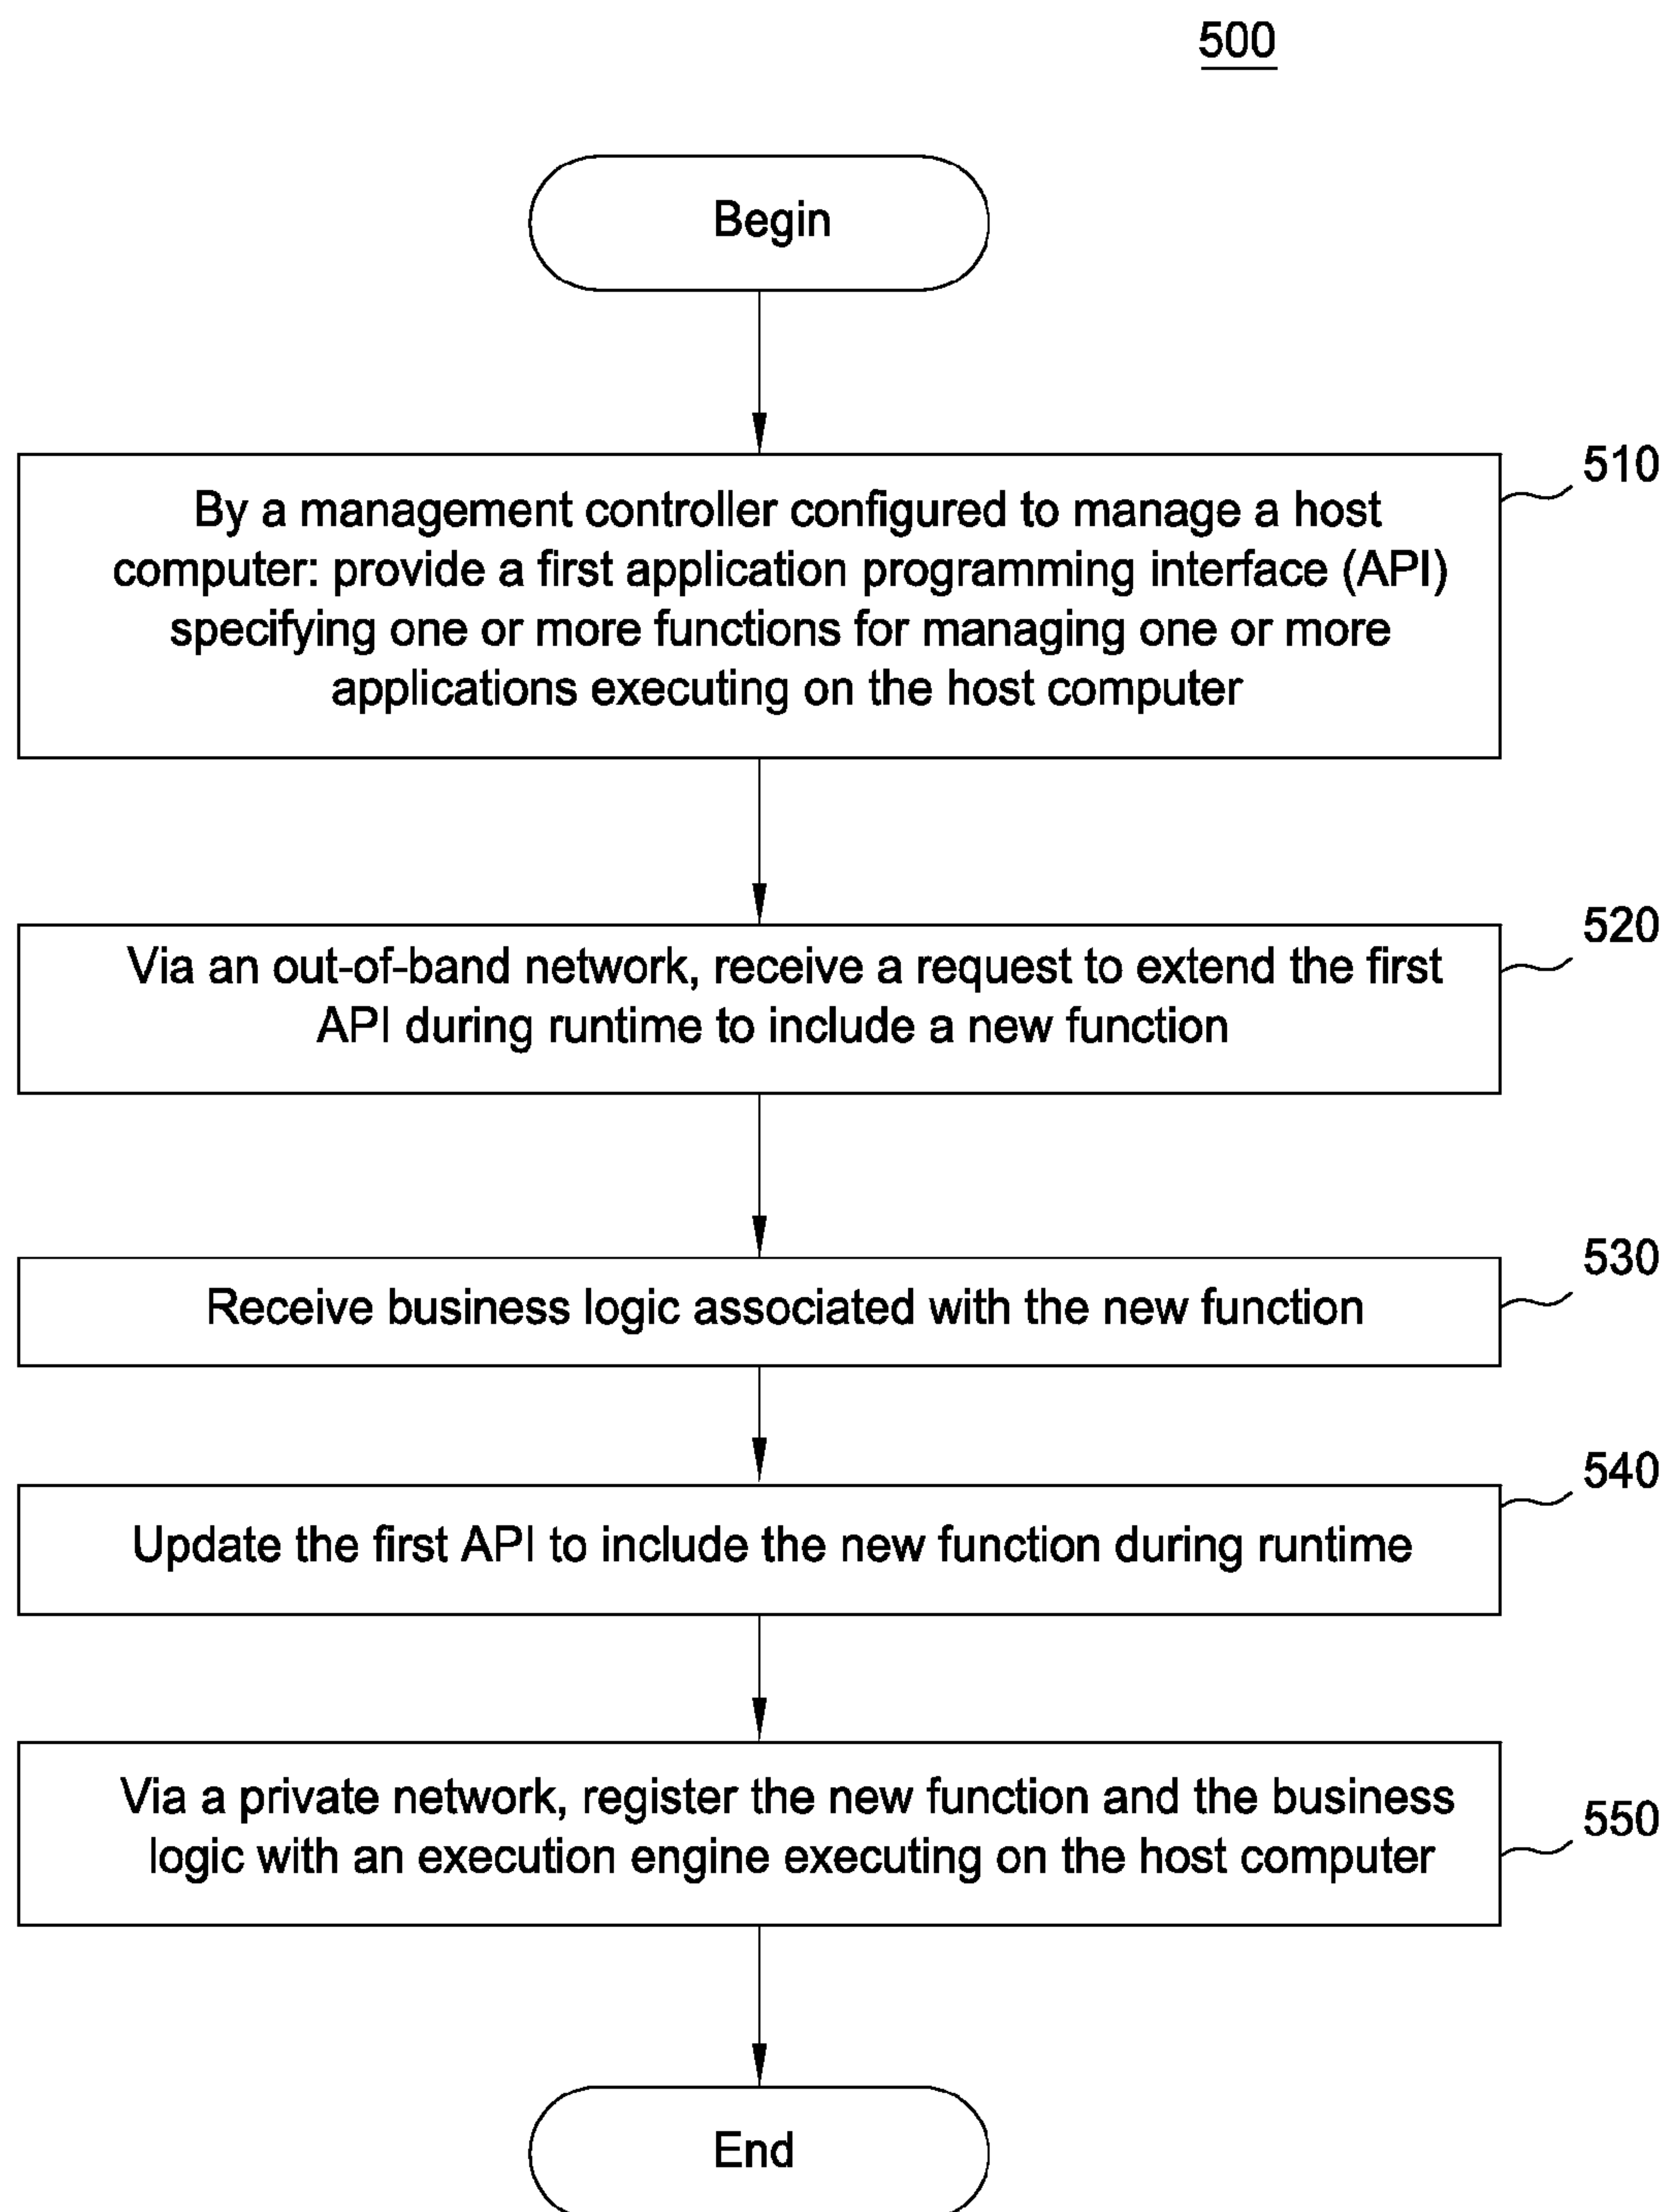 500
Begin
510
By a management controller configured to manage a host
computer: provide a first application programming interface (API)
specifying one or more functions for managing one or more
applications executing on the host computer
520
Via an out-of-band network, receive a request to extend the first
API during runtime to include a new function
530
Receive business logic associated with the new function
540
Update the first API to include the new function during runtime
Via a private network, register the new function and the business
550
logic with an execution engine executing on the host computer
End